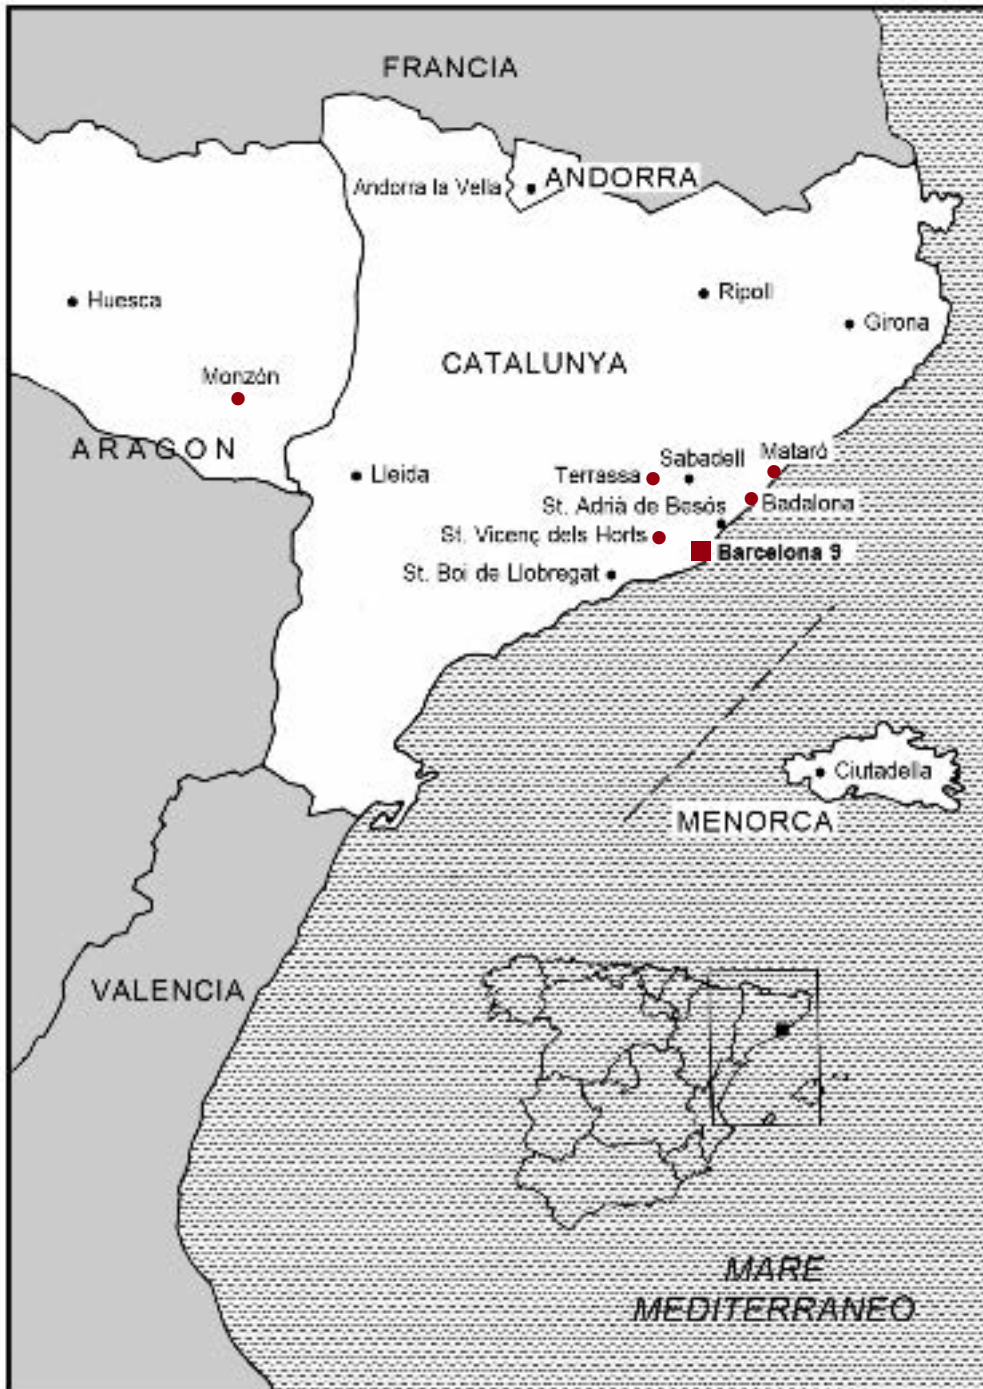 FRANCIA
ANDORRA
Andorra la Vella
Huesca
Ripoll
Girona
CATALUNYA
Monzón
ARAGON
Lleida
Terrassa
Sabadell
Mataró
St. Adrià de Besós
Badalona
St. Vicenç dels Horts
Barcelona 9
St. Boi de Llobregat
Ciutadella
MENORCA
VALENCIA
MARE
MEDITERRANEO